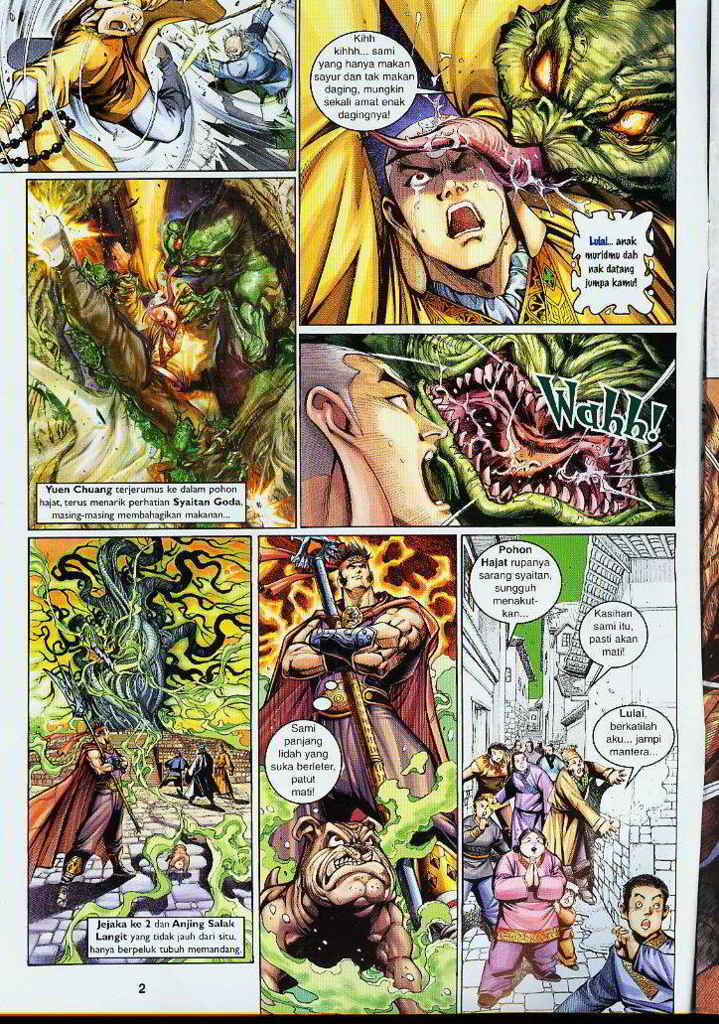 Kihh
kihhh... sami
yang hanya makan
sayur dan tak makan
daging, mungkin
sekali amat enak
dagingnya!
Lulai... anak
muridmu dah
nak datang
jumpa kamu!
Yuen Chuang terjerumus ke dalam pohon
hajat, terus menarik perhatian Syaitan Goda,
masing-masing membahagikan makanan...
Wahh!
Jejaka ke 2 dan Anjing Salak
Langit yang tidak jauh dari situ,
hanya berpeluk tubuh memandang.
Sami
panjang
lidah yang
suka berleter,
patut
mati!
Pohon
Hajat rupanya
sarang syaitan,
sungguh
menakut-
kan...
Kasihan
sami itu,
pasti akan
mati!
Lulai,
berkatilah
aku... jampi
mantera...
2